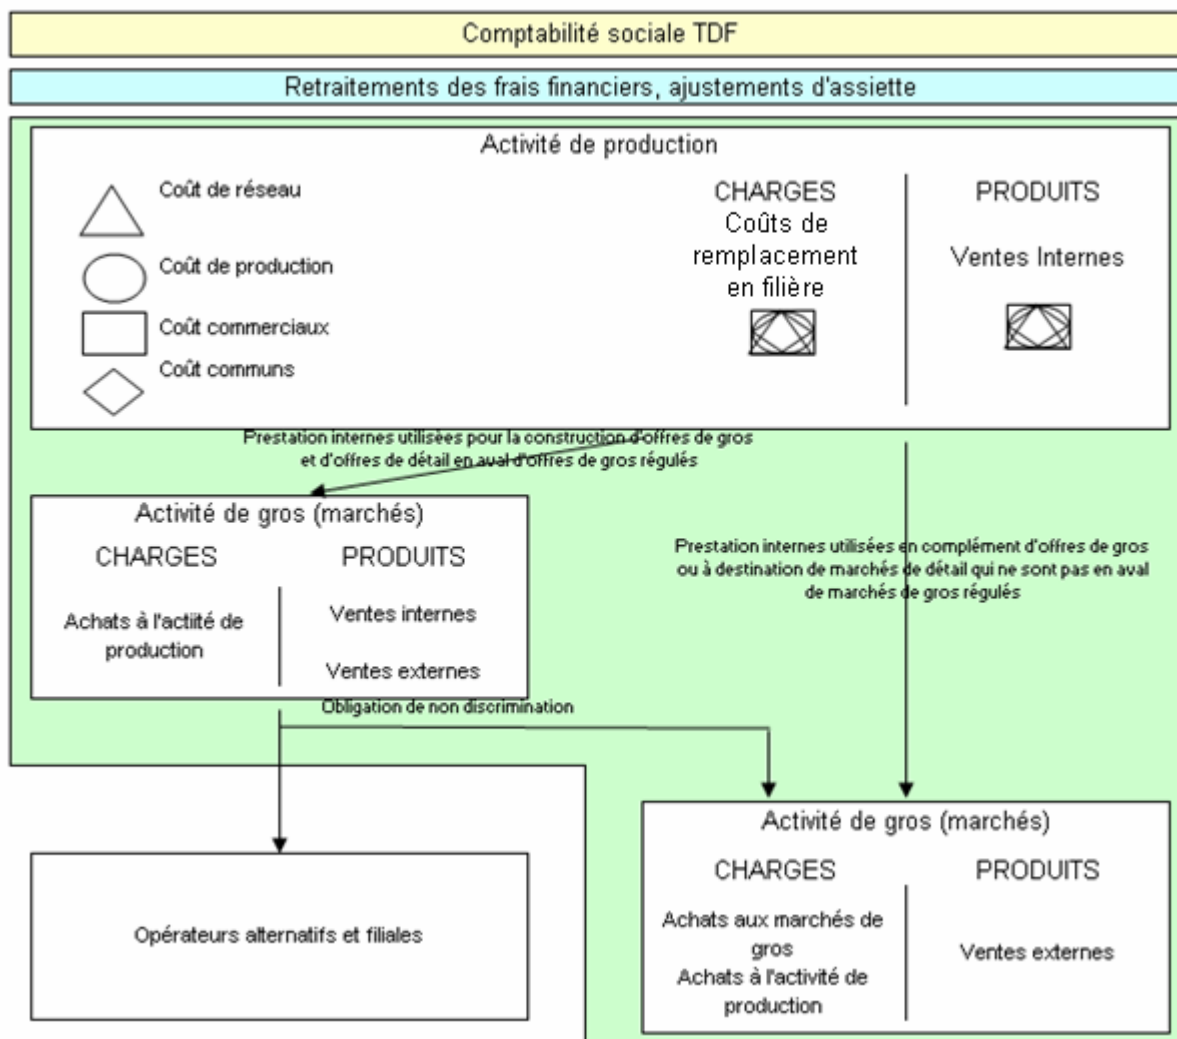 Comptabilité sociale TDF
Retraitements des frais financiers, ajustements d'assiette
Activité de production
Coût de réseau
Coût de production
Coût commerciaux
Coût communs
CHARGES
Coûts de
remplacement
en filière
PRODUITS
Ventes Internes
Prestation internes utilisées pour la construction d'offres de gros
et d'offres de détail en aval d'offres de gros régulés
Activité de gros (marchés)
CHARGES
Achats à l'actiité de
production
PRODUITS
Ventes internes
Ventes externes
Prestation internes utilisées en complément d'offres de gros
ou à destination de marchés de détail qui ne sont pas en aval
de marchés de gros régulés
Obligation de non discrimination
Opérateurs alternatifs et filiales
Activité de gros (marchés)
CHARGES
Achats aux marchés de
gros
Achats à l'activité de
production
PRODUITS
Ventes externes